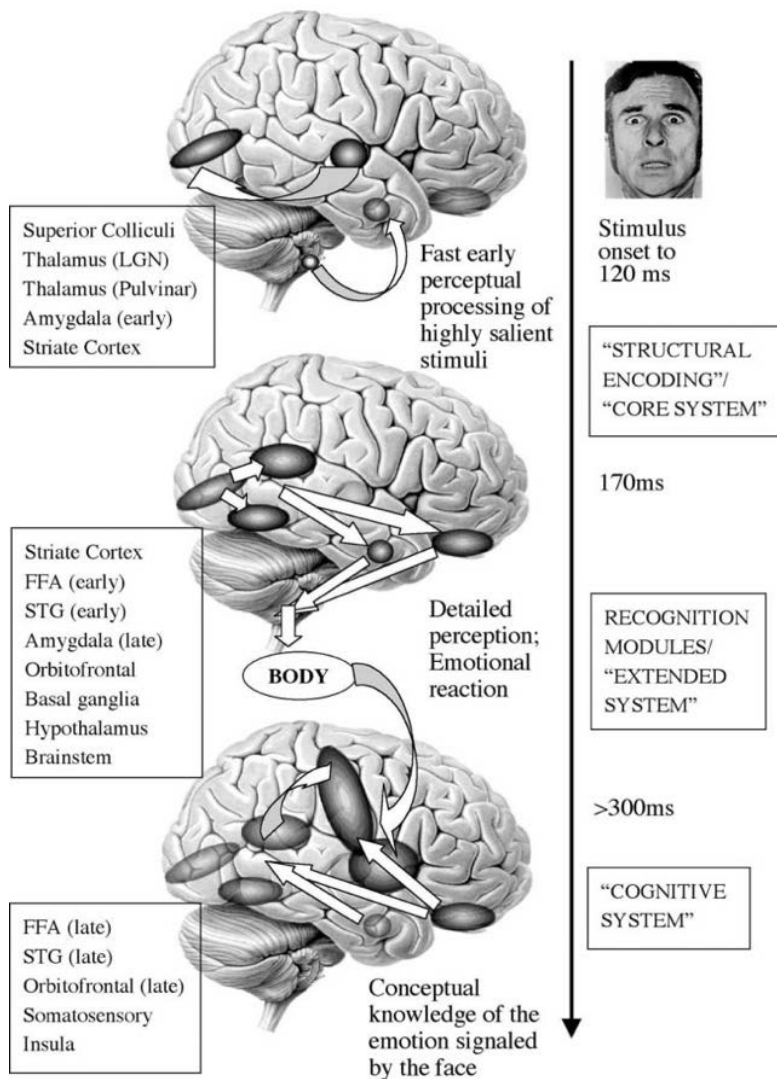 Superior Colliculi
Thalamus (LGN)
Thalamus (Pulvinar)
Amygdala (early)
Striate Cortex
Fast early
perceptual
processing of
highly salient
stimuli
Stimulus
onset to
120 ms
“STRUCTURAL
ENCODING”/
“CORE SYSTEM”
170ms
Striate Cortex
FFA (early)
STG (early)
Amygdala (late)
Orbitofrontal
Basal ganglia
Hypothalamus
Brainstem
Detailed
perception;
Emotional
reaction
BODY
RECOGNITION
MODULES/
“EXTENDED
SYSTEM”
>300ms
FFA (late)
STG (late)
Orbitofrontal (late)
Somatosensory
Insula
Conceptual
knowledge of the
emotion signaled
by the face
“COGNITIVE
SYSTEM”